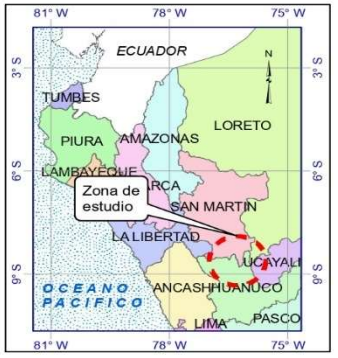 81°W 78°W 75°W
3°S 3°S
ECUADOR
N
TUMBES
LORETO
PIURA
AMAZONAS
6°S 6°S
LAMBAYEQUE
Zona de
estudio
ARCA
SAN MARTIN
LA LIBERTAD
UCAYALI
9°S 9°S
OCEANO
PACIFICO
ANCASH
HUANUCO
LIMA
PASCO
81°W 78°W 75°W